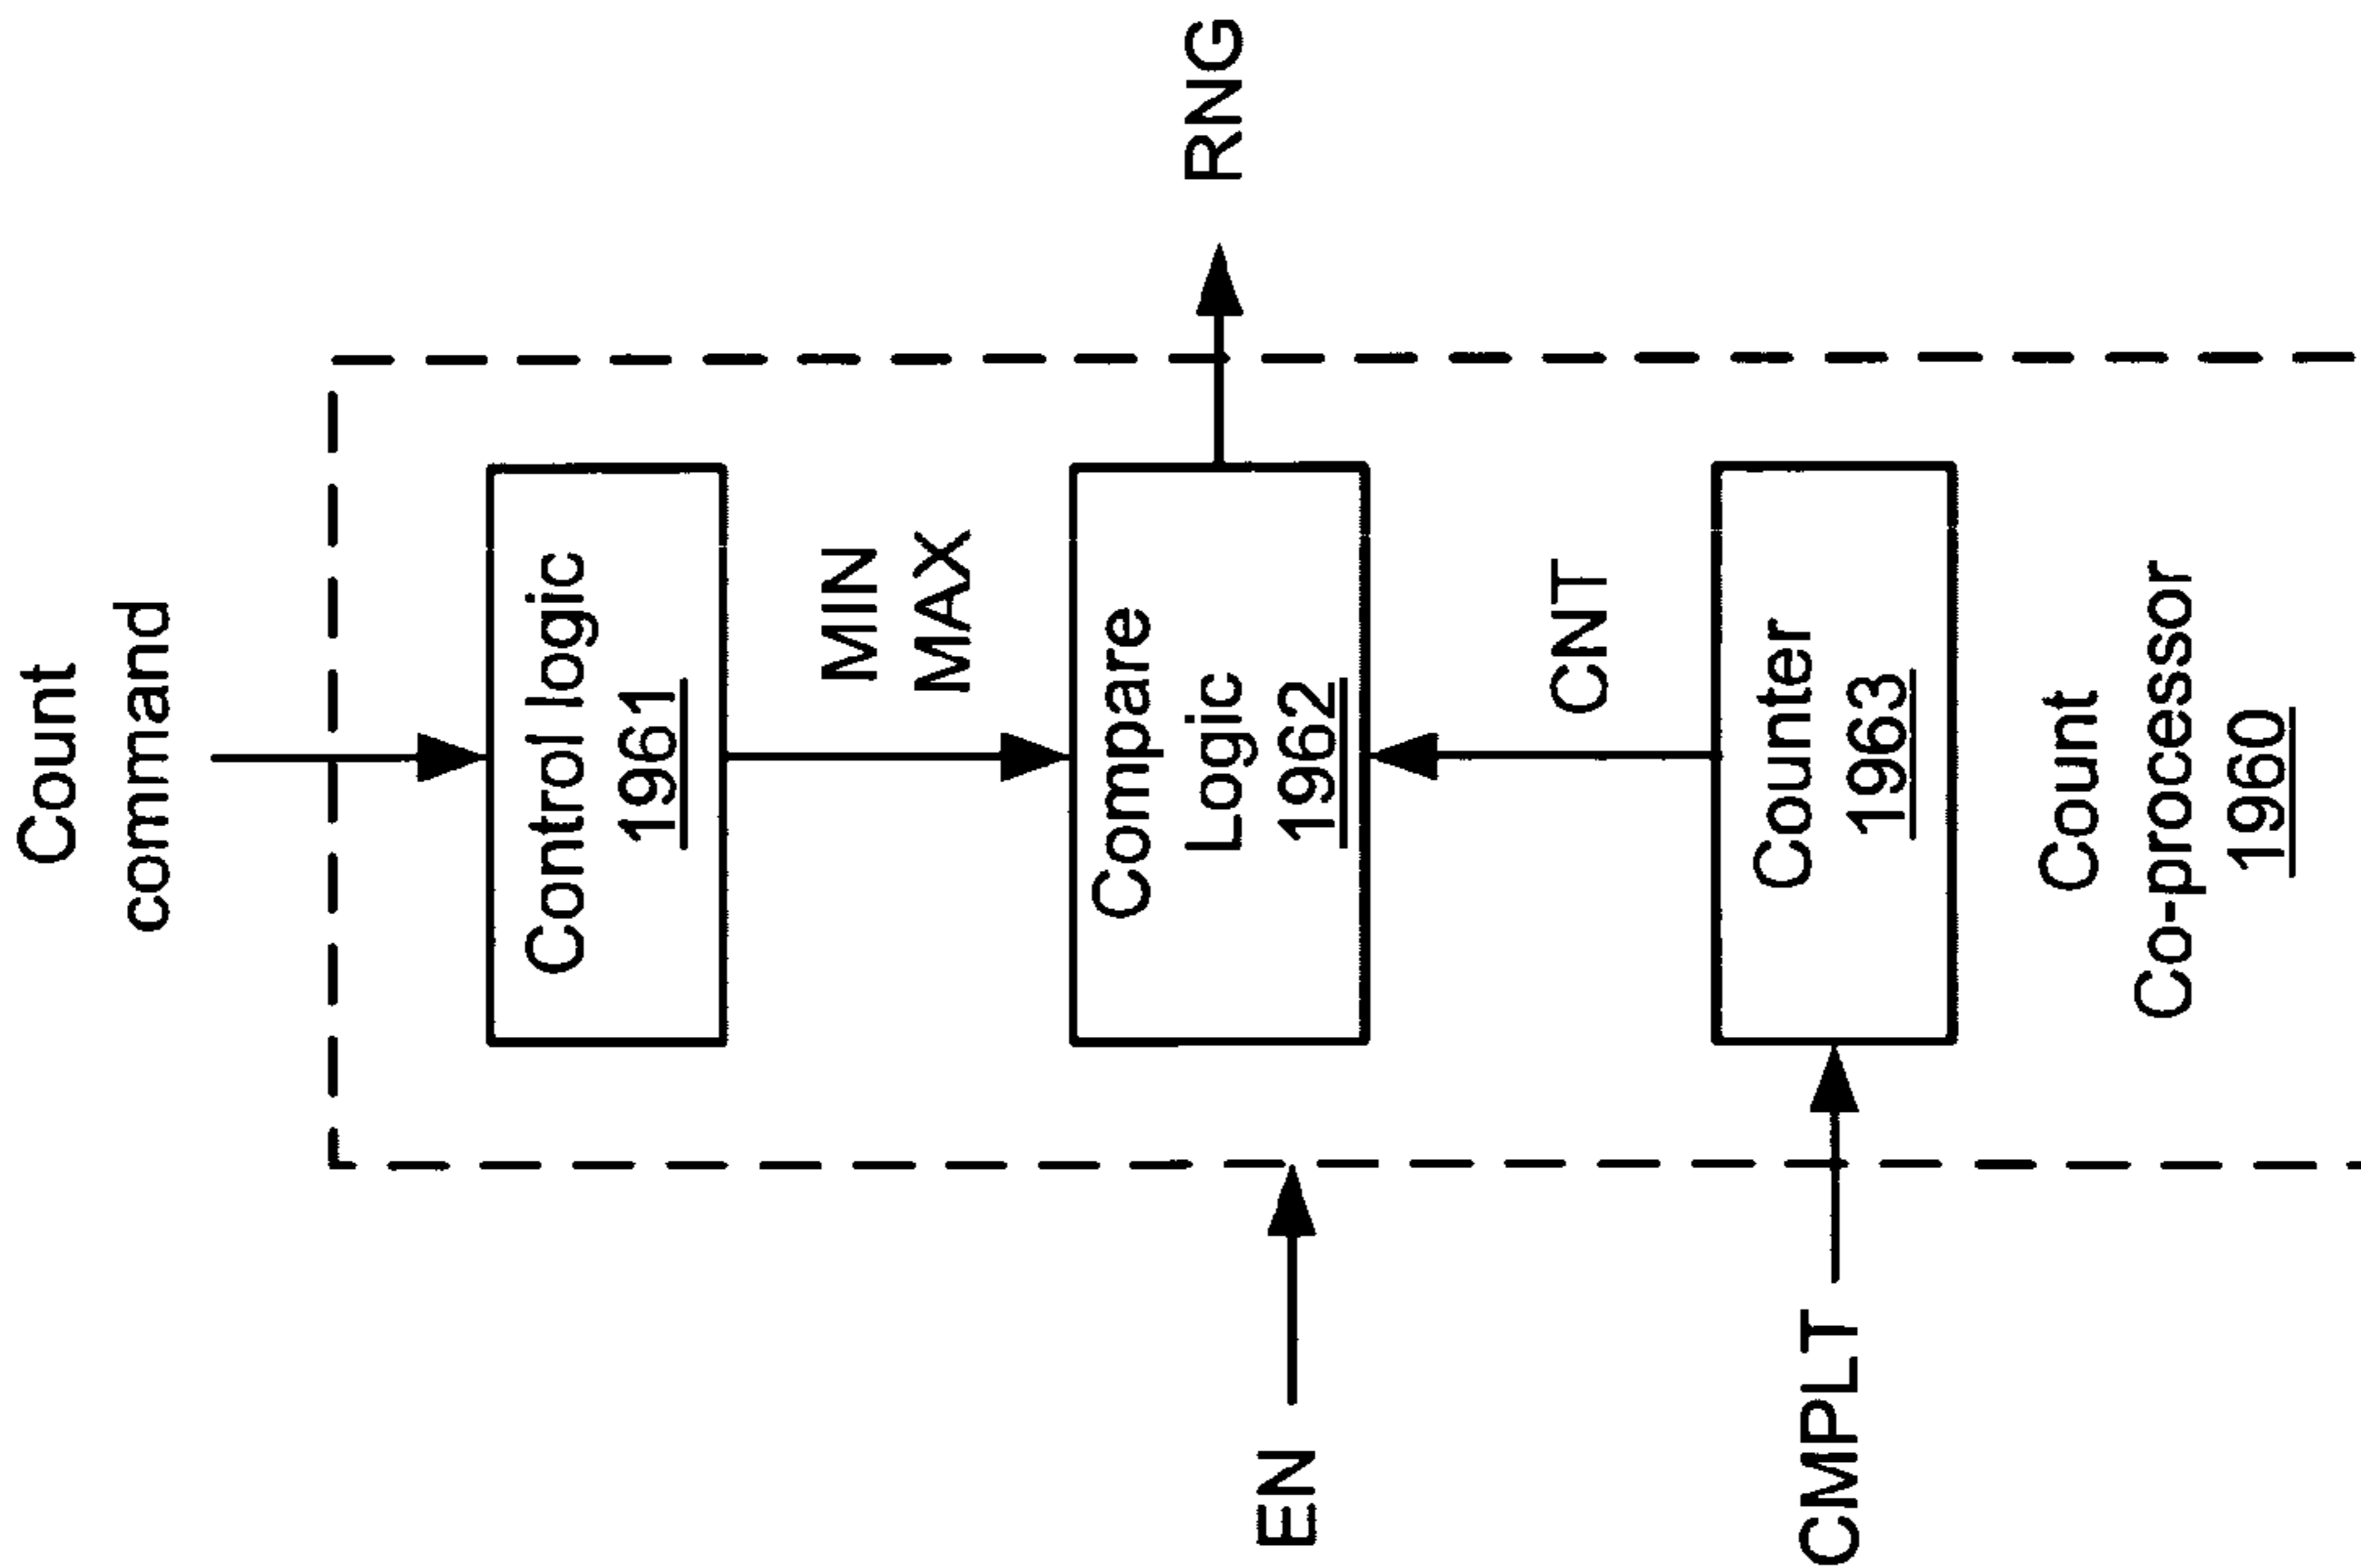 Count
command
Control logic
1961
MIN
MAX
Compare
Logic
1962
RNG
EN
CNT
Counter
1963
CMPLT
Count
Co-processor
1960